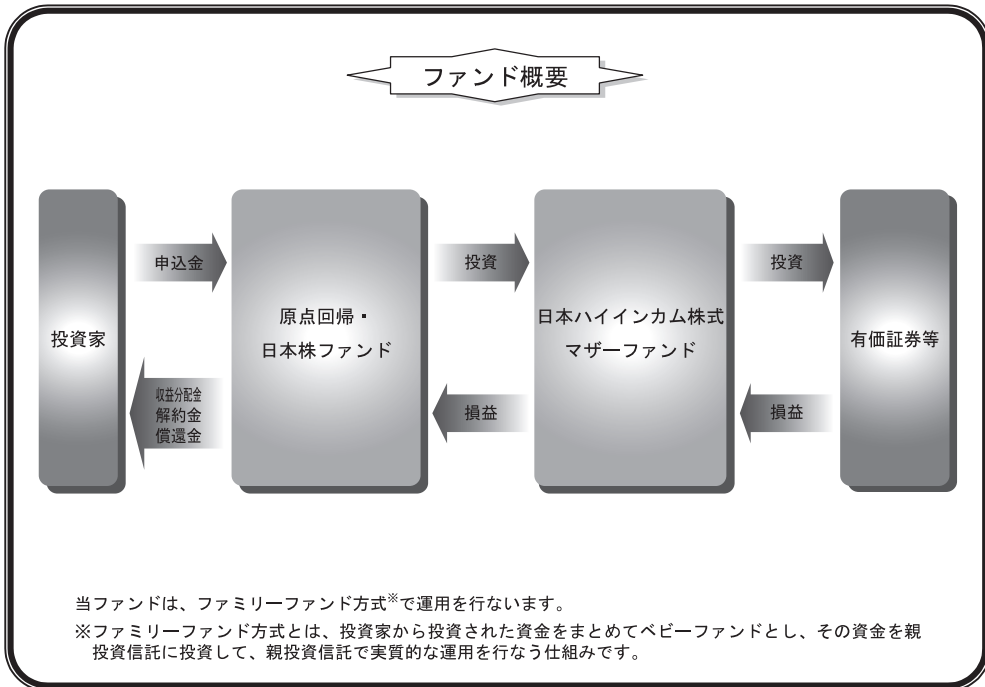 ファンド概要
投資家
申込金
収益分配金
解約金
償還金
原点回帰・
日本株ファンド
投資
損益
日本ハイインカム株式
マザーファンド
投資
損益
有価証券等
当ファンドは、ファミリーファンド方式※で運用を行ないます。
※ファミリーファンド方式とは、投資家から投資された資金をまとめてベビーファンドとし、その資金を親
投資信託に投資して、親投資信託で実質的な運用を行なう仕組みです。